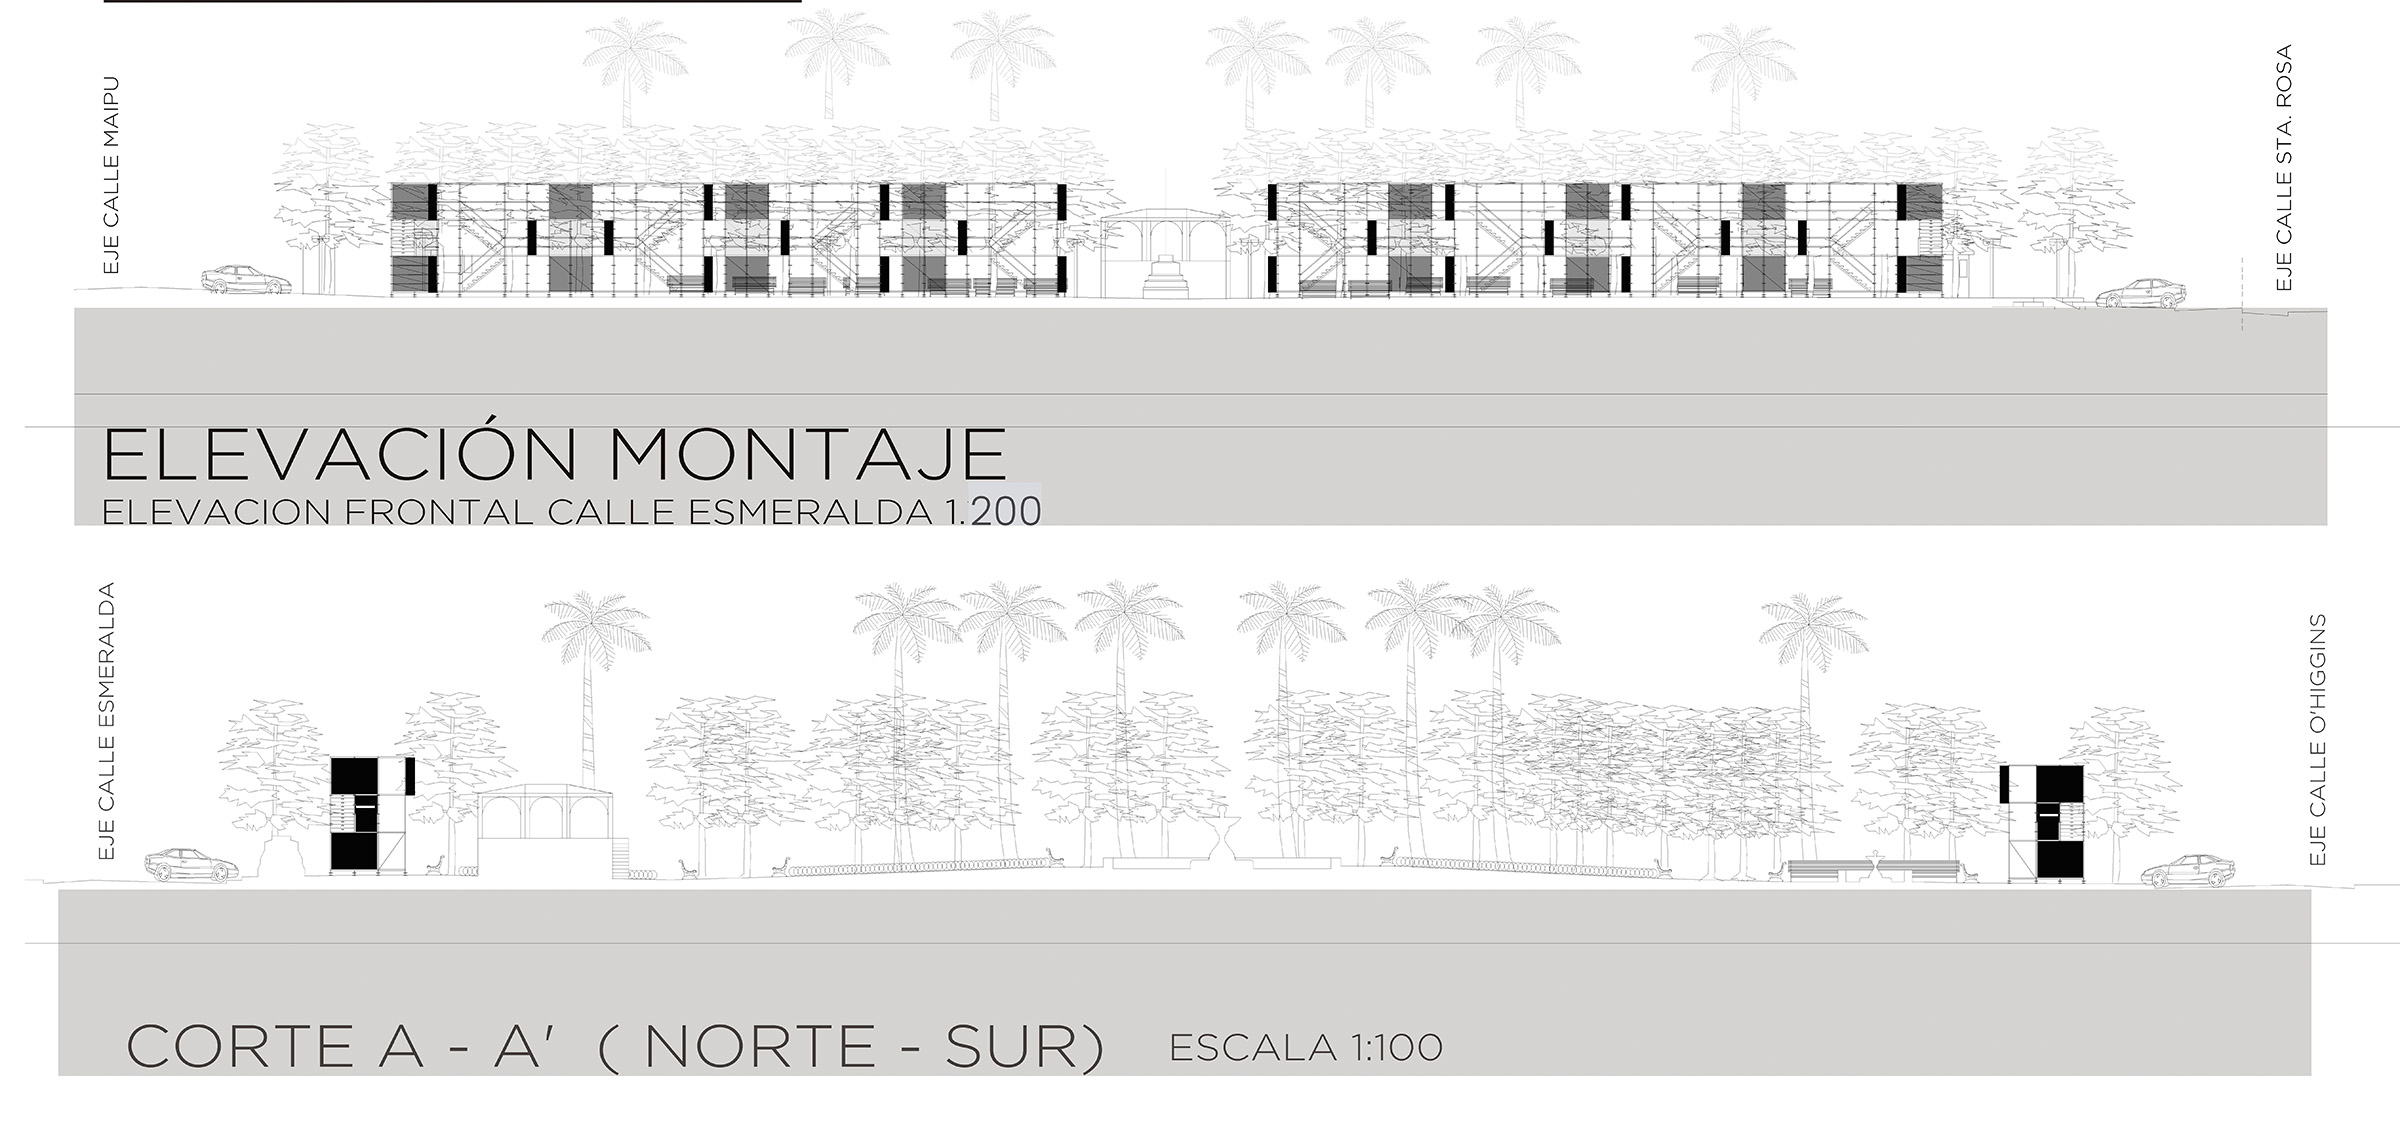 EJE CALLE MAIPU
EJE CALLE STA. ROSA
ELEVACIÓN MONTAJE
ELEVACION FRONTAL CALLE ESMERALDA 1:200
EJE CALLE ESMERALDA
EJE CALLE O'HIGGINS
CORTE A - A' ( NORTE - SUR) ESCALA 1:100